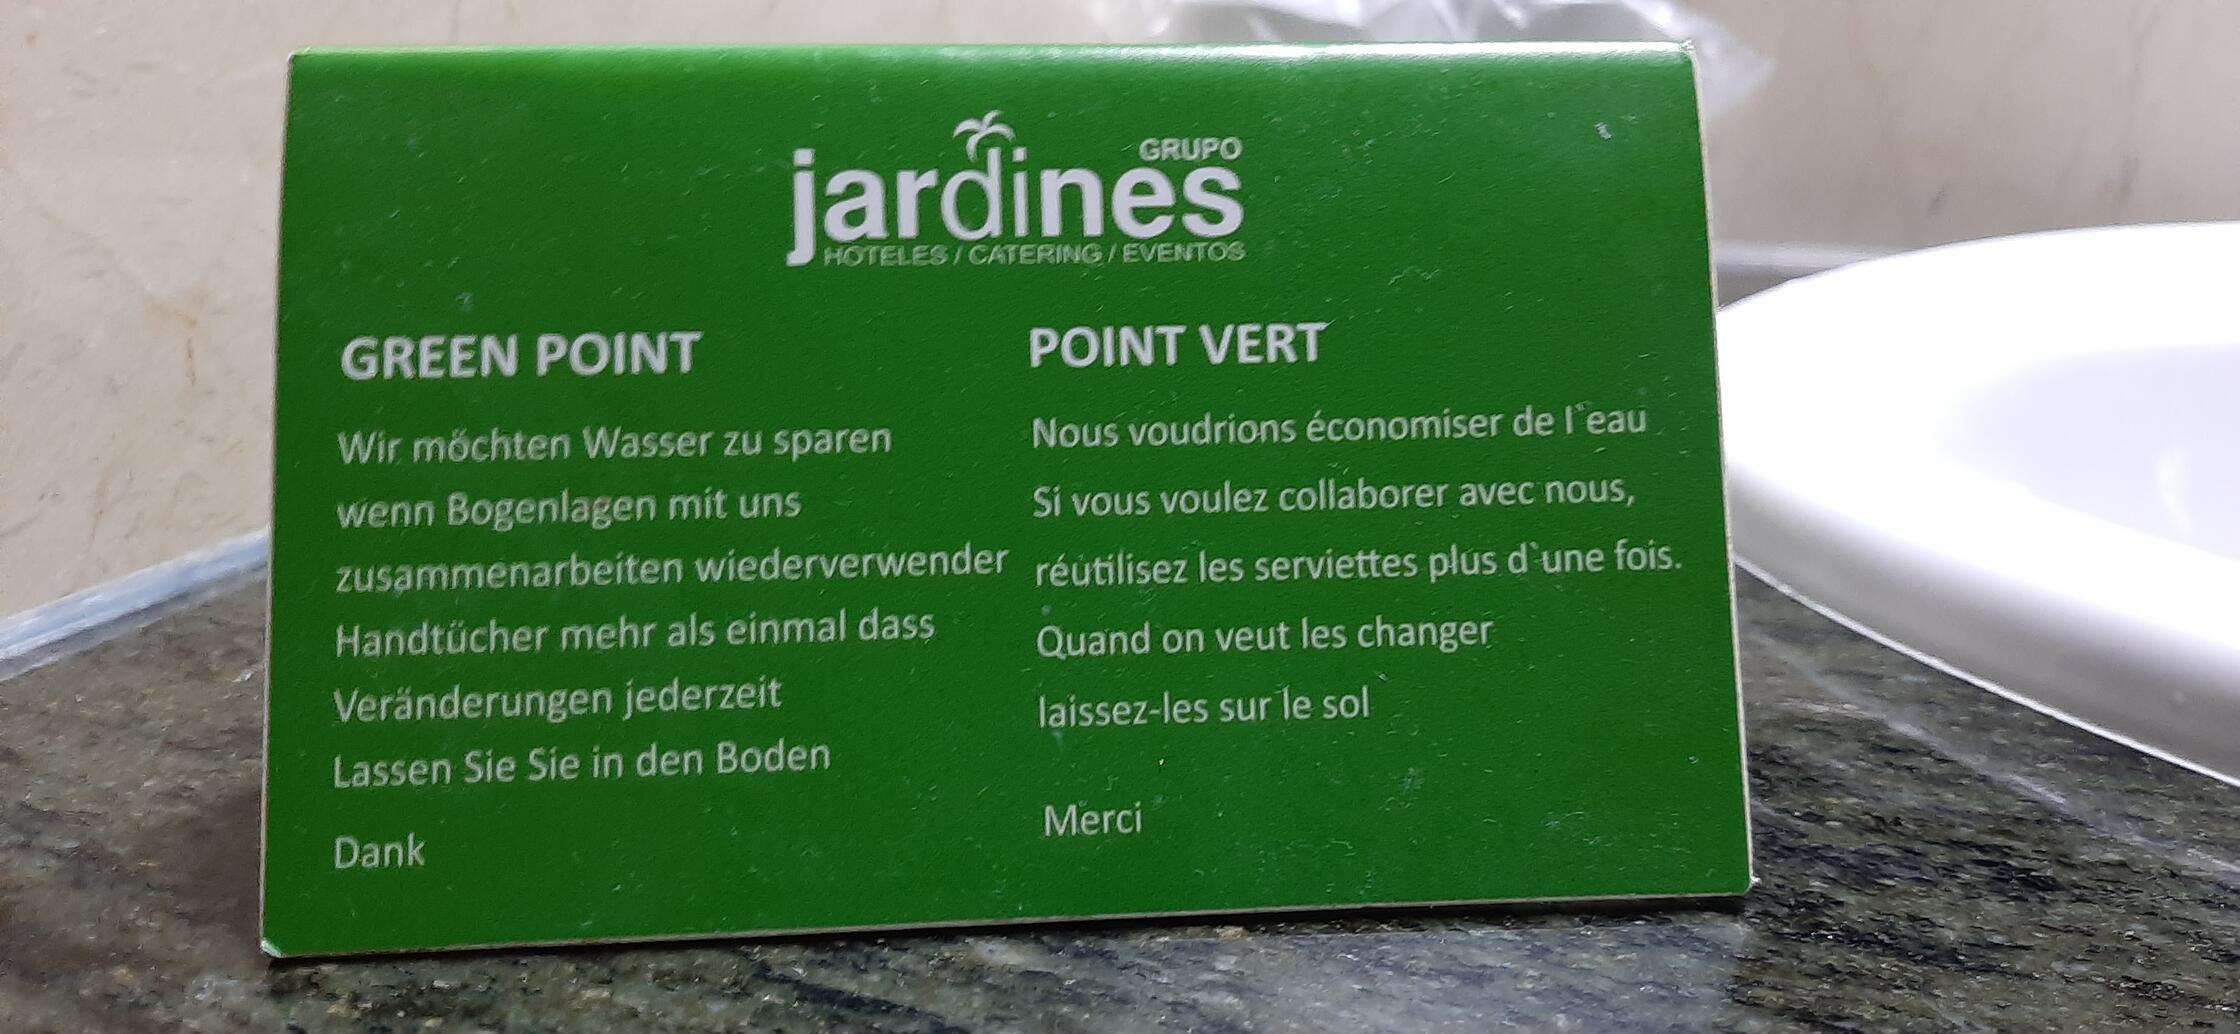 GRUPO
jardines
HOTELES / CATERING / EVENTOS
GREEN POINT
Wir möchten Wasser zu sparen
wenn Bogenlagen mit uns
zusammenarbeiten wiederverwender
Handtücher mehr als einmal dass
Veränderungen jederzeit
Lassen Sie Sie in den Boden
Dank
POINT VERT
Nous voudrions économiser de l`eau
Si vous voulez collaborer avec nous,
réutilisez les serviettes plus d`une fois.
Quand on veut les changer
laissez-les sur le sol
Merci